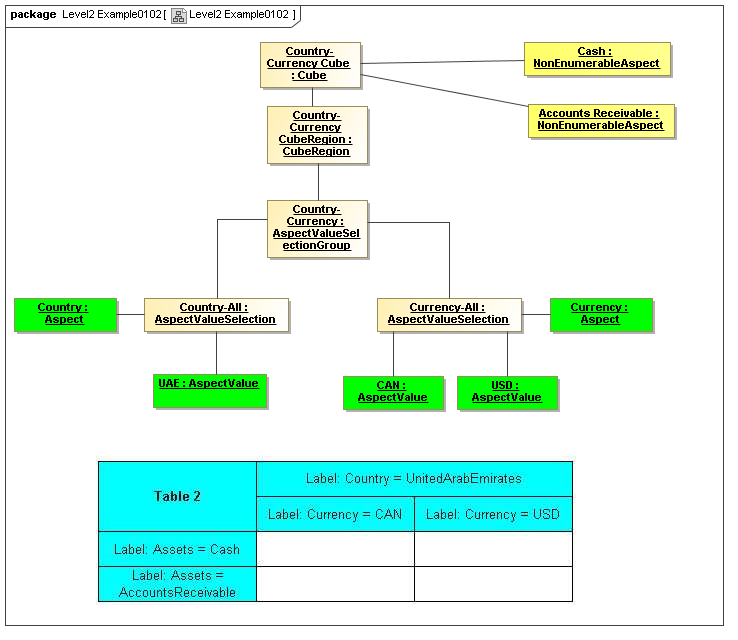 package Level2 Example0102 [ Level2 Example0102 ]
Country-
Currency Cube
: Cube
Cash :
NonEnumerableAspect
Accounts Receivable :
NonEnumerableAspect
Country-
Currency
CubeRegion :
CubeRegion
Country-
Currency :
AspectValueSel
ectionGroup
Country :
Aspect
Country-All :
AspectValueSelection
Currency-All :
AspectValueSelection
Currency :
Aspect
UAE : AspectValue
CAN :
AspectValue
USD :
AspectValue
Table 2
Label: Country = UnitedArabEmirates
Label: Currency = CAN
Label: Currency = USD
Label: Assets = Cash
Label: Assets =
AccountsReceivable